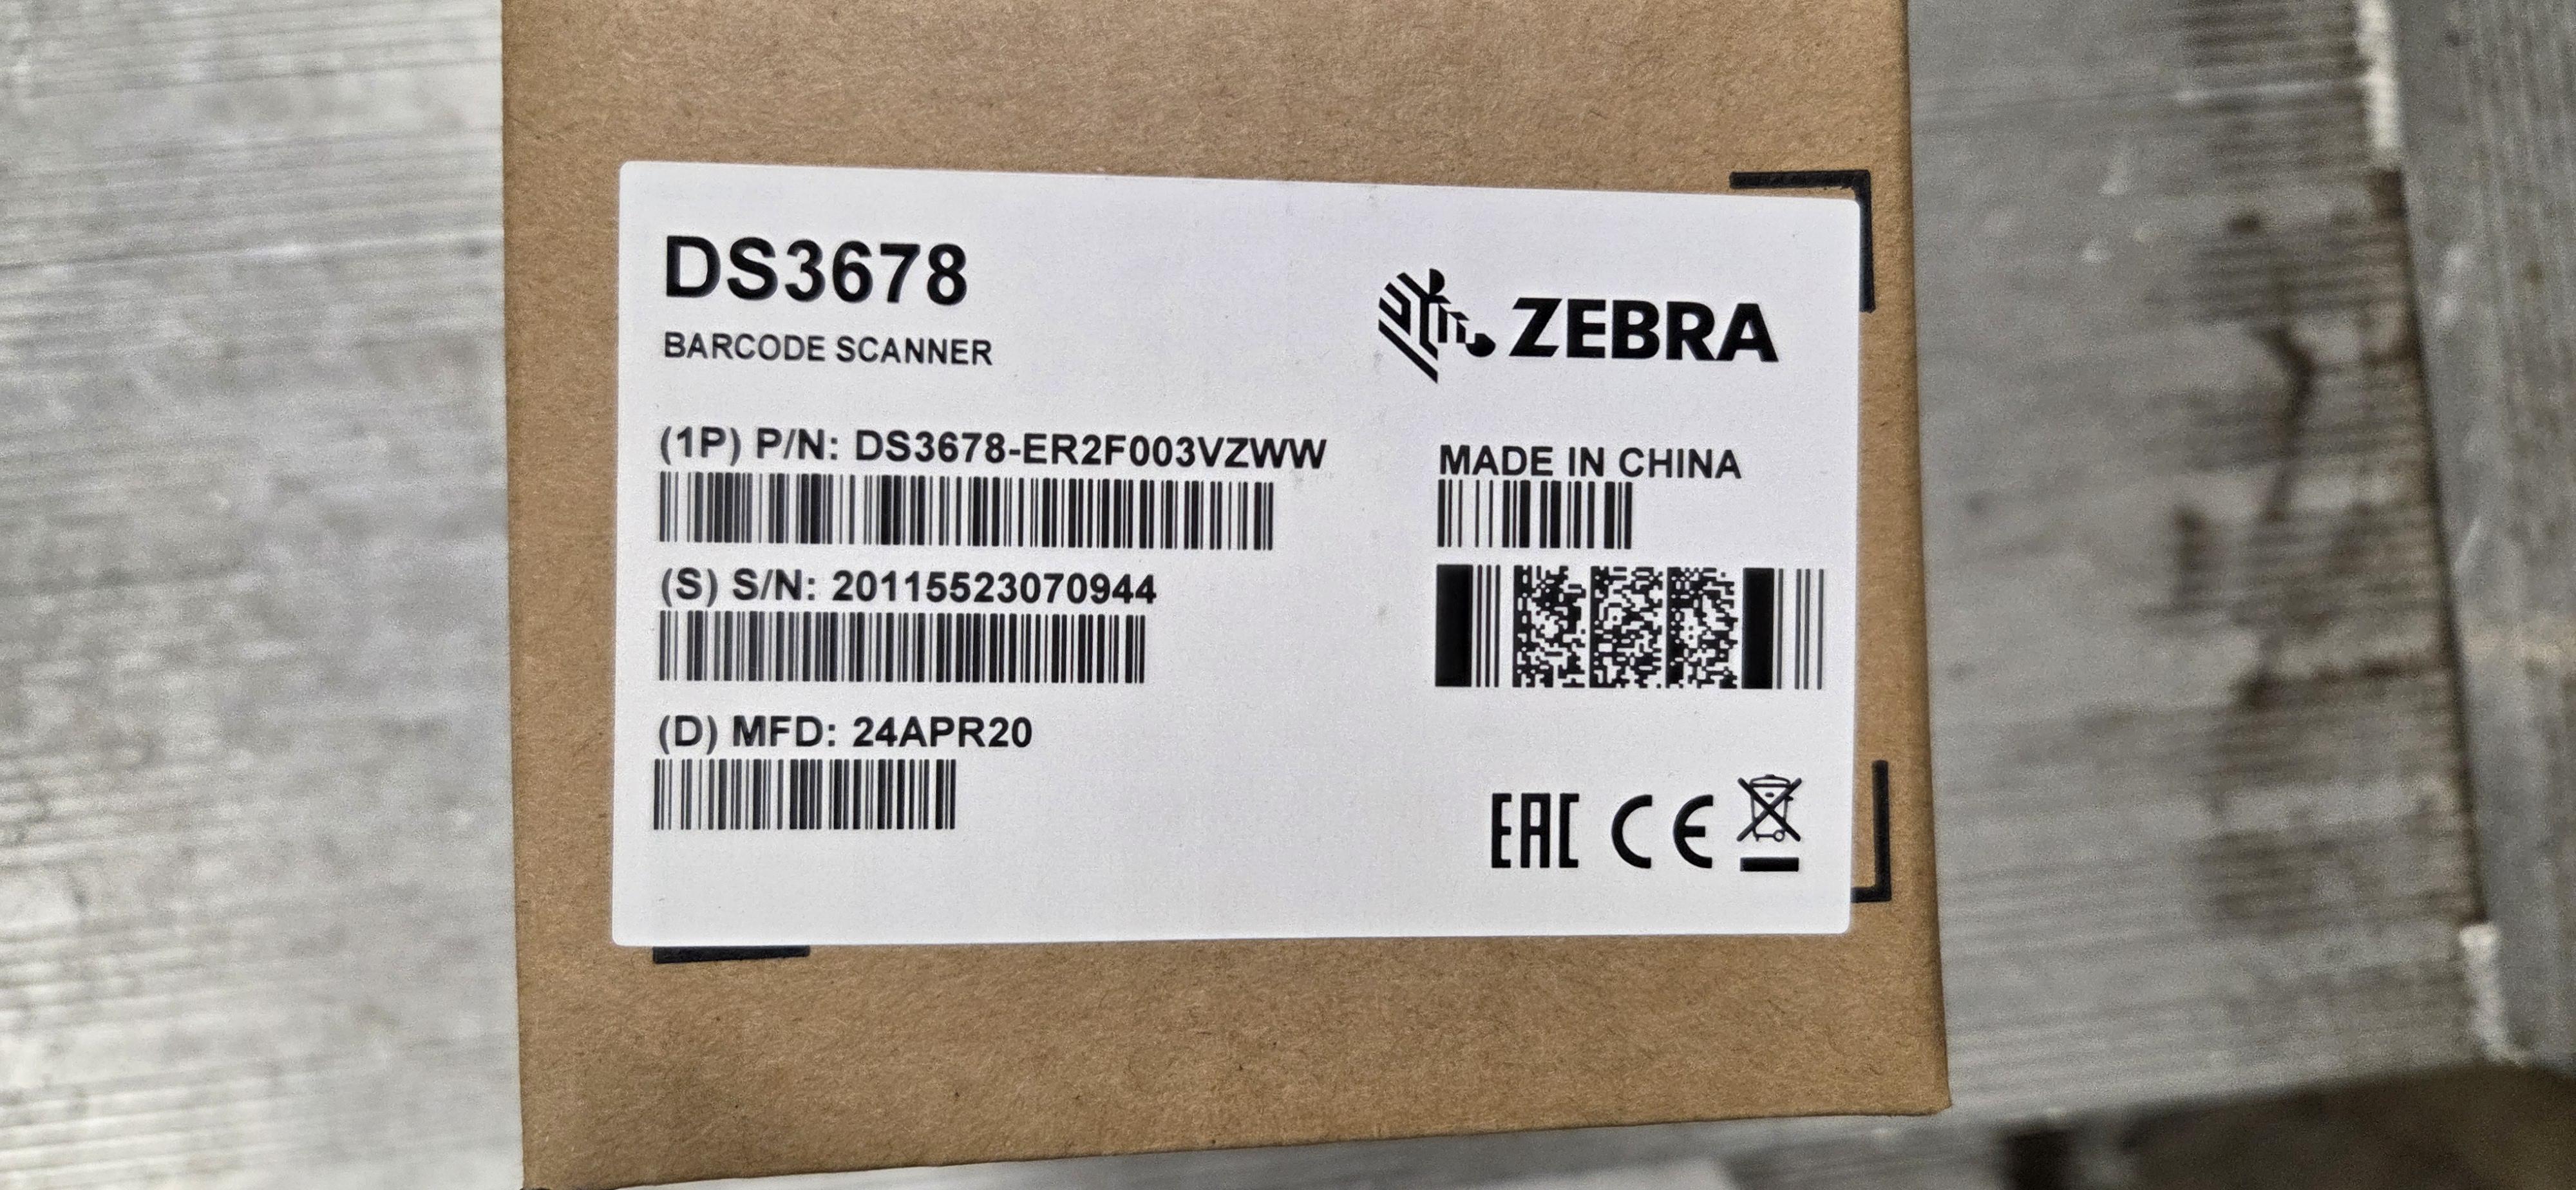 DS3678
BARCODE SCANNER
ZEBRA
(1P) P/N: DS3678-ER2F003VZWW
MADE IN CHINA
(S) S/N: 20115523070944
(D) MFD: 24APR20
EAC CE